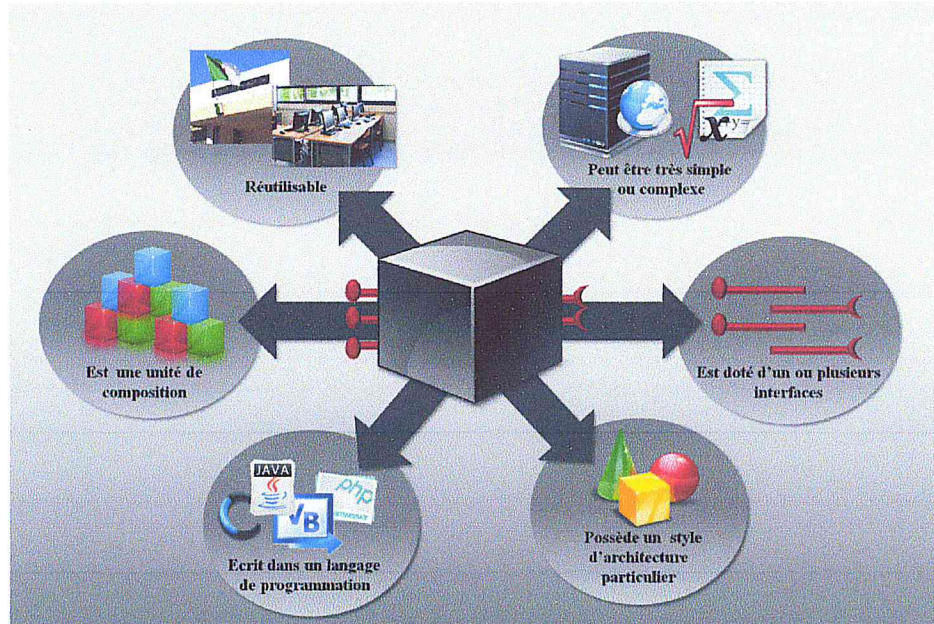 Réutilisable
Peut être très simple
ou complexe
Est une unité de
composition
Est doté d'un ou plusieurs
interfaces
JAVA
php
VB
Ecrit dans un langage
de programmation
Possède un style
d'architecture
particulier